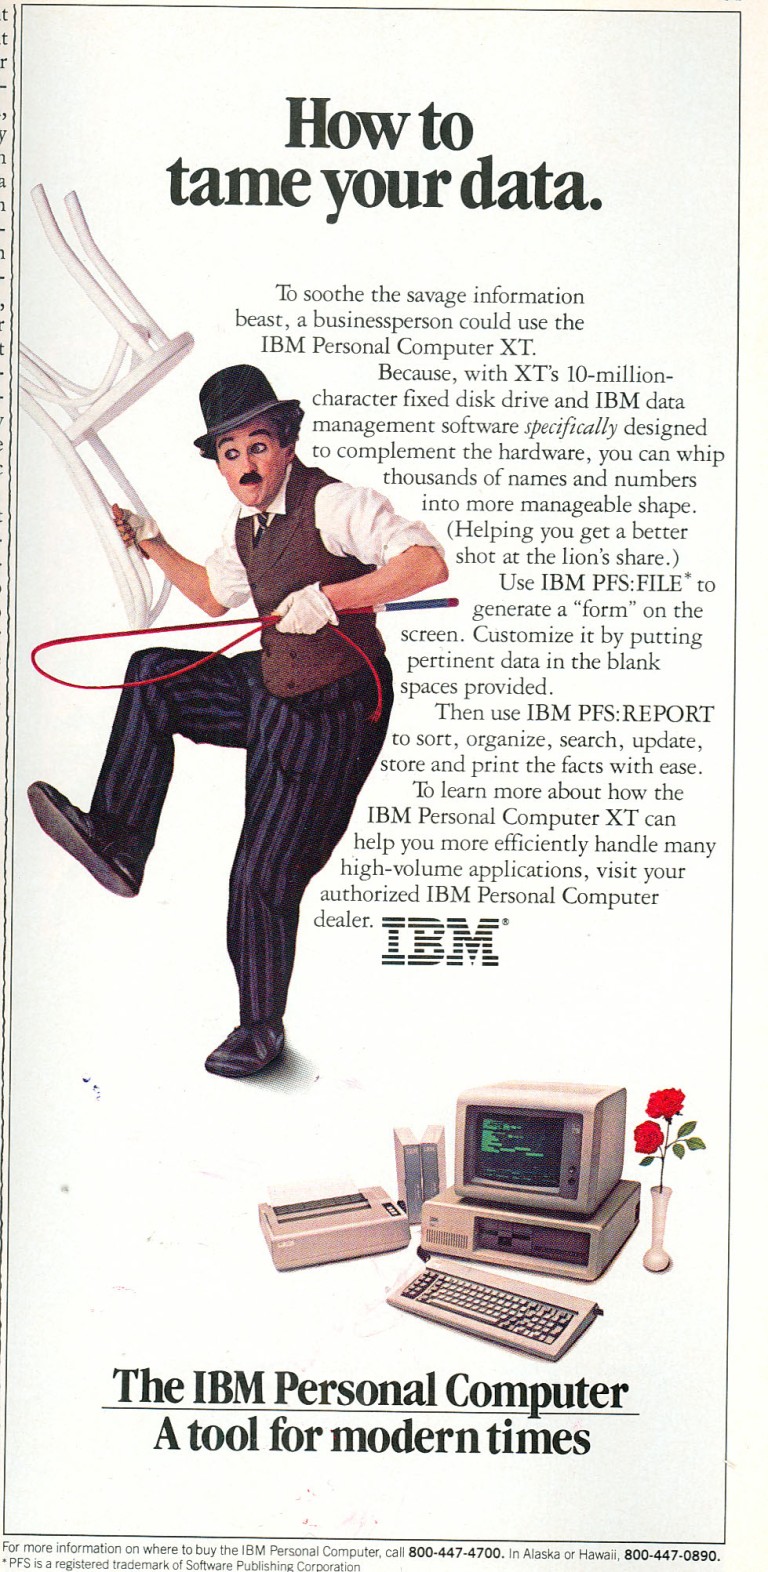 How to
tame your data.
To soothe the savage information
beast, a businessperson could use the
IBM Personal Computer XT.
Because, with XT's 10-million-
character fixed disk drive and IBM data
management software specifically designed
to complement the hardware, you can whip
thousands of names and numbers
into more manageable shape.
(Helping you get a better
shot at the lion's share.)
Use IBM PFS:FILE* to
generate a “form” on the
screen. Customize it by putting
pertinent data in the blank
spaces provided.
Then use IBM PFS:REPORT
to sort, organize, search, update,
store and print the facts with ease.
To learn more about how the
IBM Personal Computer XT can
help you more efficiently handle many
high-volume applications, visit your
authorized IBM Personal Computer
dealer. IBM®
The IBM Personal Computer
A tool for modern times
For more information on where to buy the IBM Personal Computer, call 800-447-4700. In Alaska or Hawaii, 800-447-0890.
*PFS is a registered trademark of Software Publishing Corporation